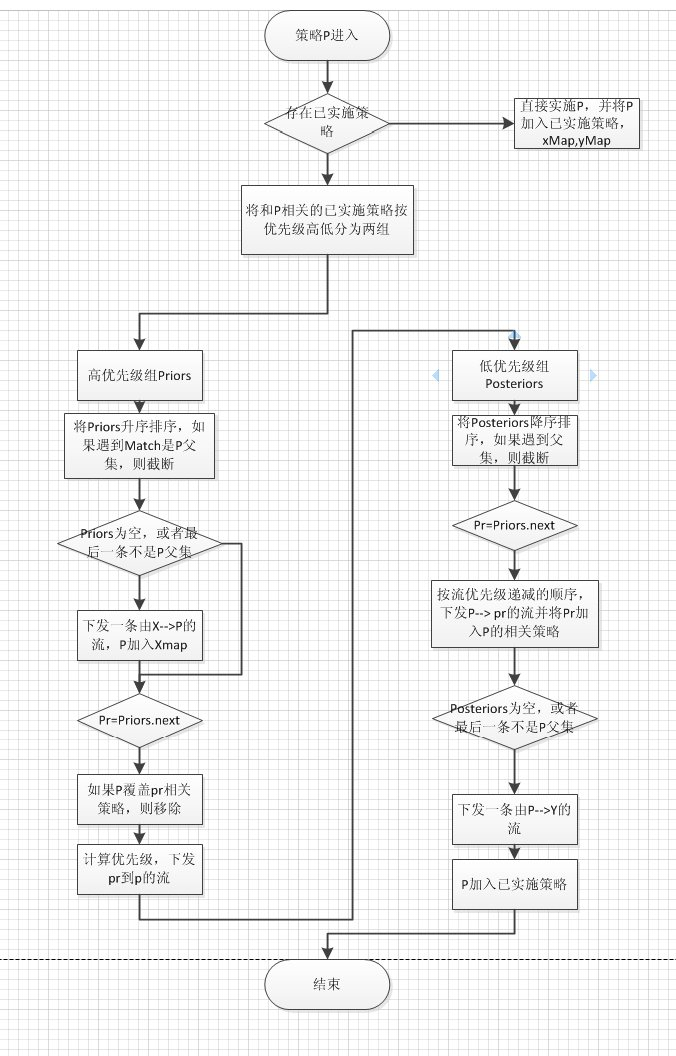 策略P进入
存在已实施策
略
直接实施P，并将P
加入已实施策略，
xMap,yMap
将和P相关的已实施策略按
优先级高低分为两组
高优先级组Priors
将Priors升序排序，如
果遇到Match是P父
集，则截断
Priors为空，或者最
后一条不是P父集
下发一条由X-->P的
流，P加入Xmap
Pr=Priors.next
如果P覆盖pr相关
策略，则移除
计算优先级，下发
pr到p的流
低优先级组
Posteriors
将Posteriors降序排
序，如果遇到父
集，则截断
Pr=Priors.next
按流优先级递减的顺序，
下发P--> pr的流并将Pr加
入P的相关策略
Posteriors为空，或者
最后一条不是P父集
下发一条由P-->Y的
流
P加入已实施策略
结束